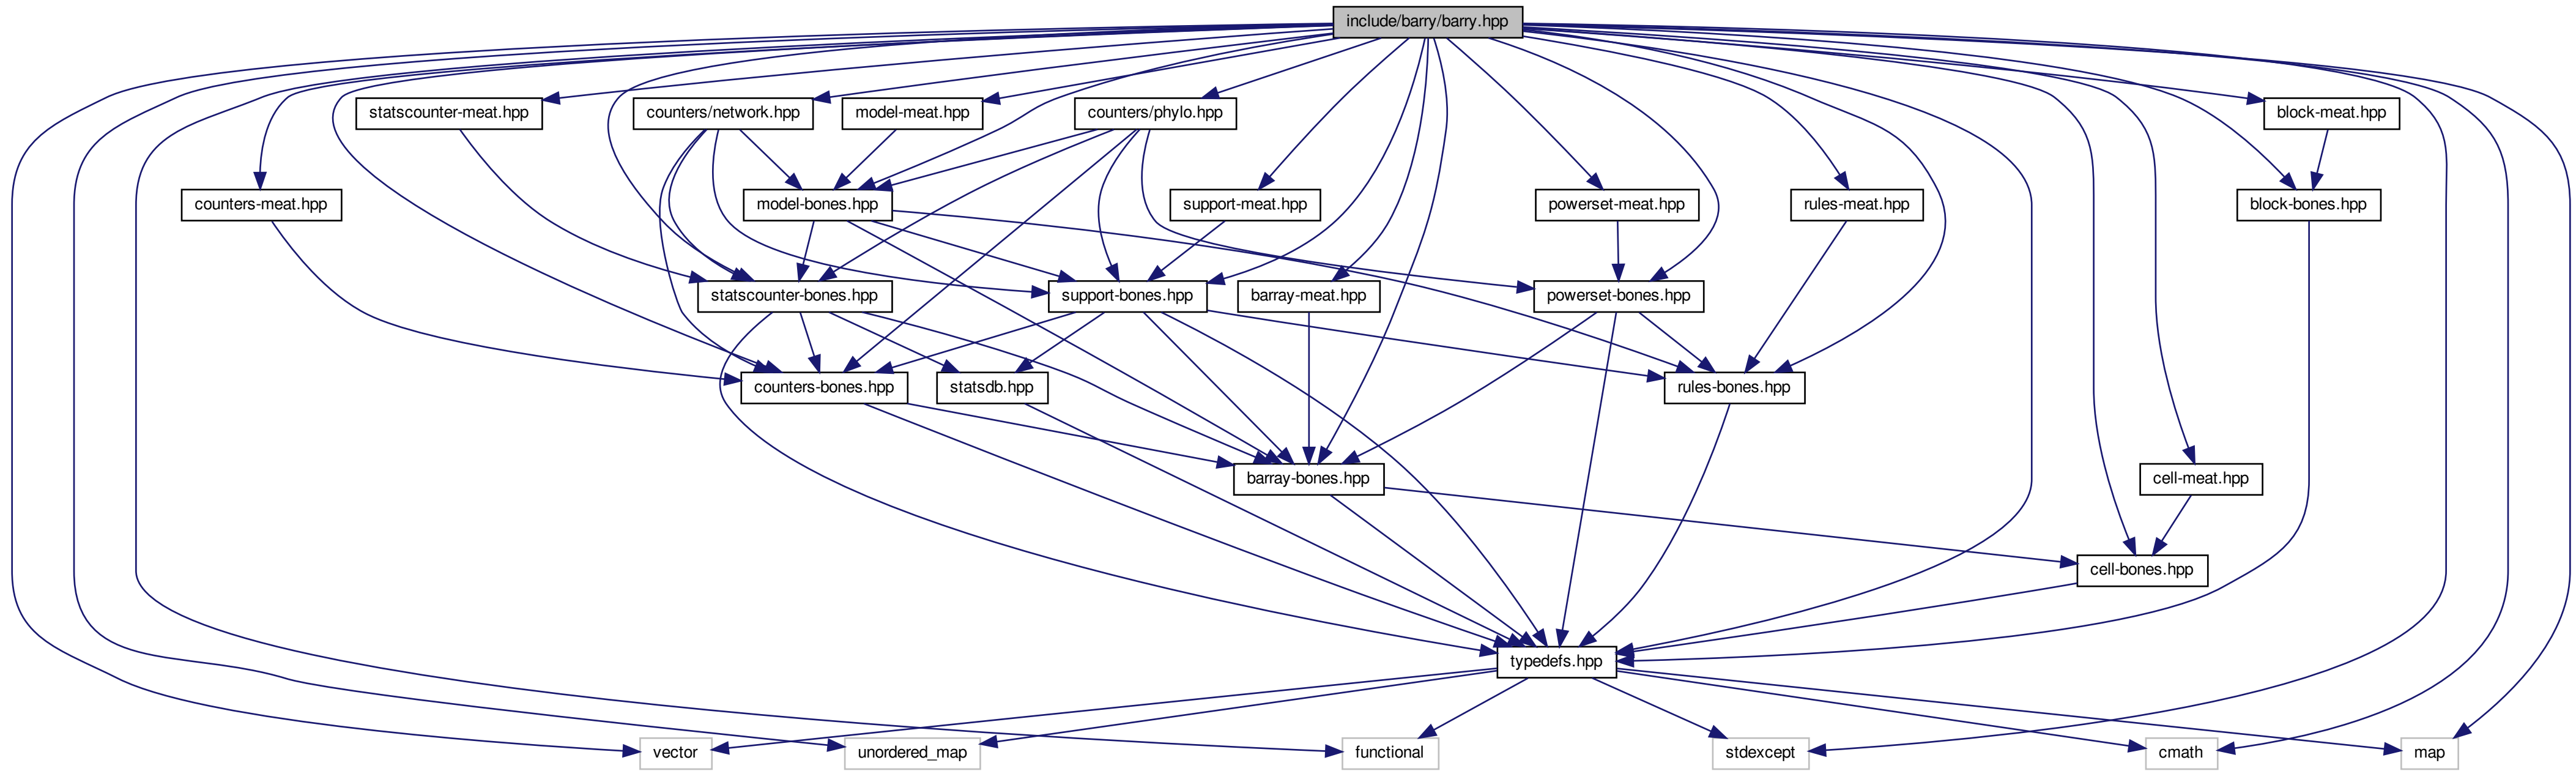 include/barry/barry.hpp
statscounter-meat.hpp
counters/network.hpp
model-meat.hpp
counters/phylo.hpp
block-meat.hpp
counters-meat.hpp
model-bones.hpp
support-meat.hpp
powerset-meat.hpp
rules-meat.hpp
block-bones.hpp
statscounter-bones.hpp
support-bones.hpp
barray-meat.hpp
powerset-bones.hpp
counters-bones.hpp
statsdb.hpp
rules-bones.hpp
barray-bones.hpp
cell-meat.hpp
cell-bones.hpp
typedefs.hpp
vector
unordered_map
functional
stdexcept
cmath
map